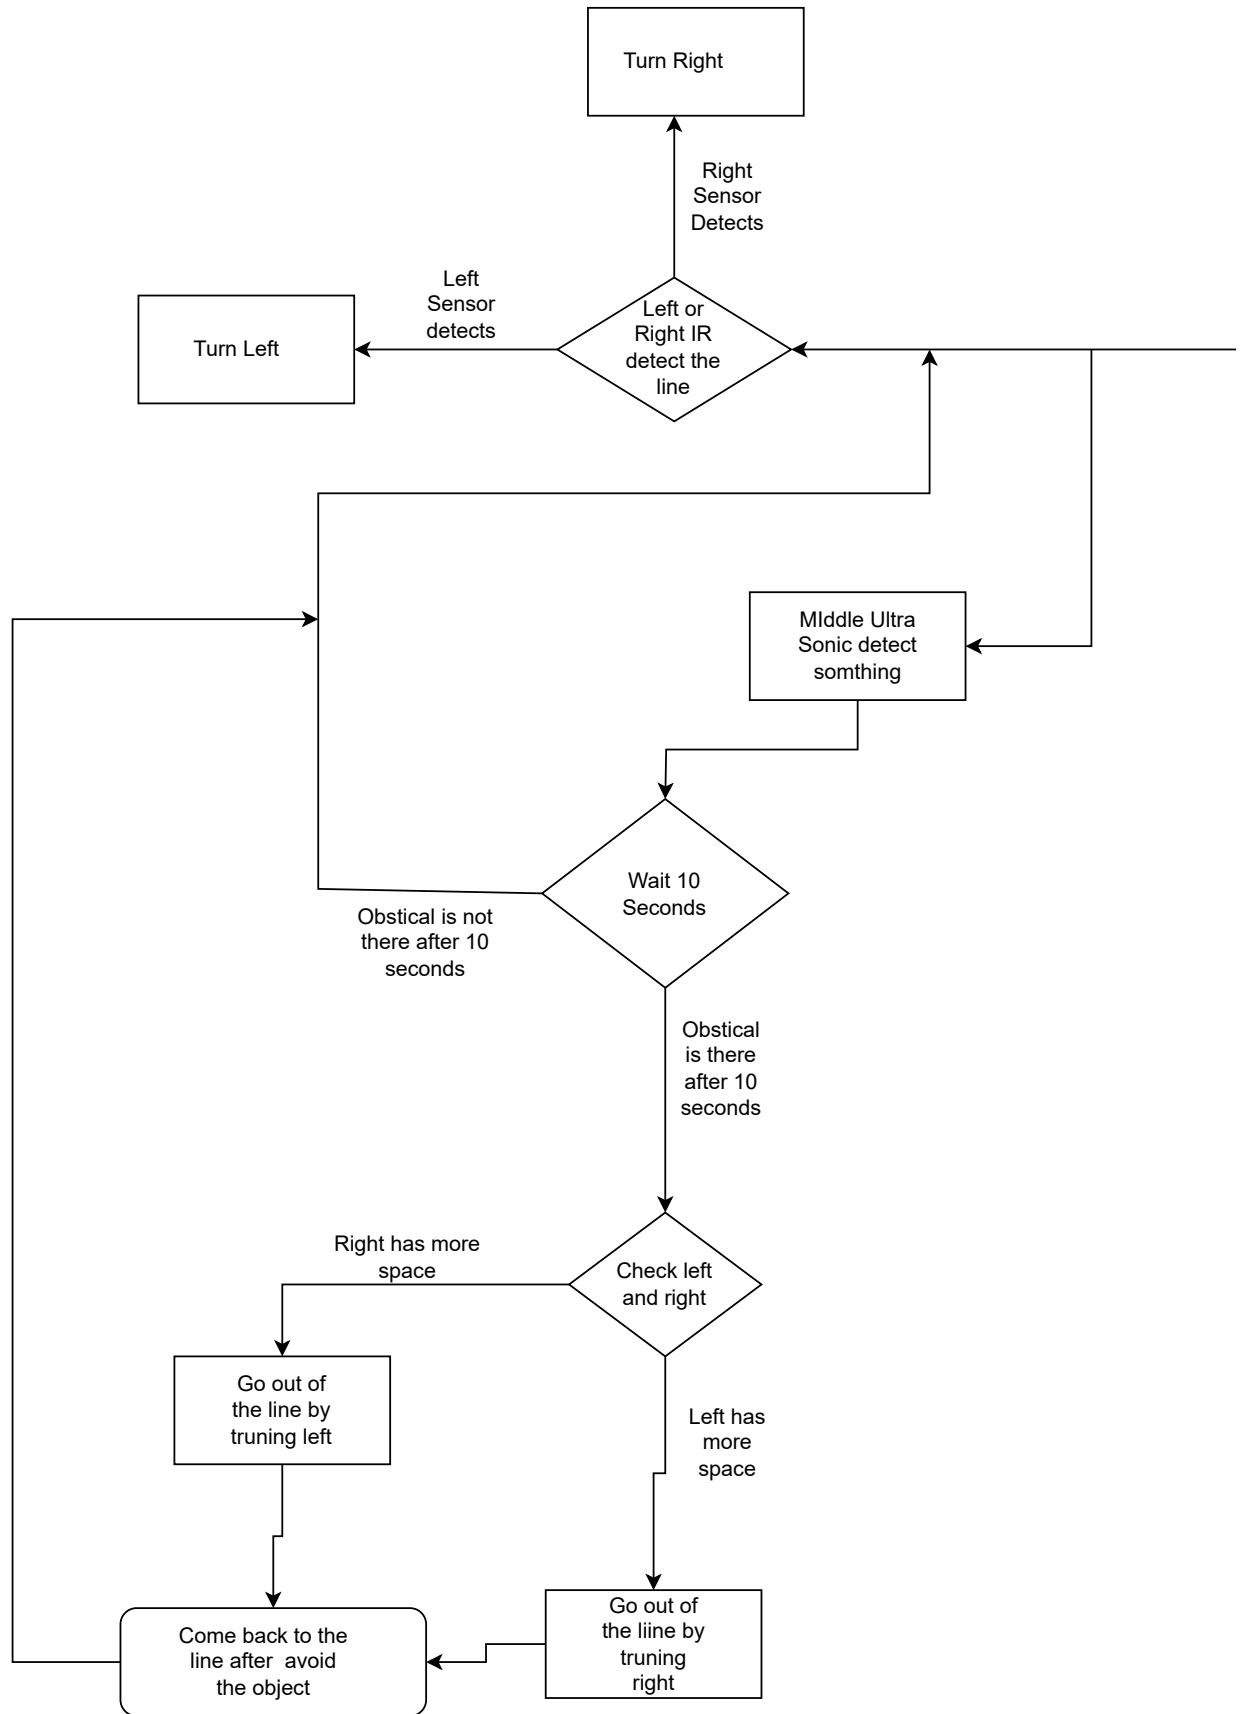 Turn Right
Right
Sensor
Detects
Left
Sensor
detects
Turn Left
Left or
Right IR
detect the
line
MIddle Ultra
Sonic detect
somthing
Wait 10
Seconds
Obstical is not
there after 10
seconds
Obstical
is there
after 10
seconds
Right has more
space
Check left
and right
Go out of
the line by
truning left
Left has
more
space
Go out of
the liine by
truning
right
Come back to the
line after avoid
the object